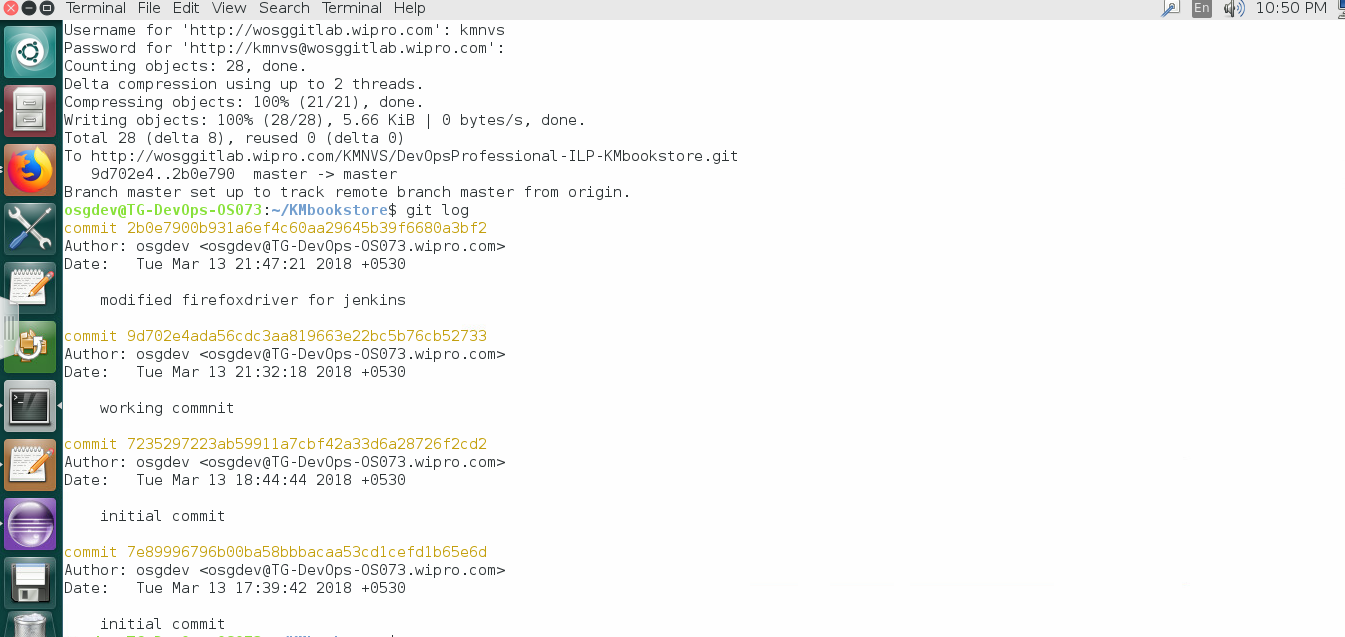 Terminal File Edit View Search Terminal Help En 10:50 PM
Username for 'http://wosggitlab.wipro.com': kmnvs
Password for 'http://kmnvs@wosggitlab.wipro.com':
Counting objects: 28, done.
Delta compression using up to 2 threads.
Compressing objects: 100% (21/21), done.
Writing objects: 100% (28/28), 5.66 KiB | 0 bytes/s, done.
Total 28 (delta 8), reused 0 (delta 0)
To http://wosggitlab.wipro.com/KMNVS/DevOpsProfessional-ILP-KMbookstore.git
   9d702e4..2b0e790  master -> master
Branch master set up to track remote branch master from origin.
osgdev@TG-DevOps-OS073:~/KMbookstore$ git log
commit 2b0e7900b931a6ef4c60aa29645b39f6680a3bf2
Author: osgdev <osgdev@TG-DevOps-OS073.wipro.com>
Date:   Tue Mar 13 21:47:21 2018 +0530
    modified firefoxdriver for jenkins
commit 9d702e4ada56cdc3aa819663e22bc5b76cb52733
Author: osgdev <osgdev@TG-DevOps-OS073.wipro.com>
Date:   Tue Mar 13 21:32:18 2018 +0530
    working commnit
commit 7235297223ab59911a7cbf42a33d6a28726f2cd2
Author: osgdev <osgdev@TG-DevOps-OS073.wipro.com>
Date:   Tue Mar 13 18:44:44 2018 +0530
    initial commit
commit 7e89996796b00ba58bbbacaa53cd1cefd1b65e6d
Author: osgdev <osgdev@TG-DevOps-OS073.wipro.com>
Date:   Tue Mar 13 17:39:42 2018 +0530
    initial commit